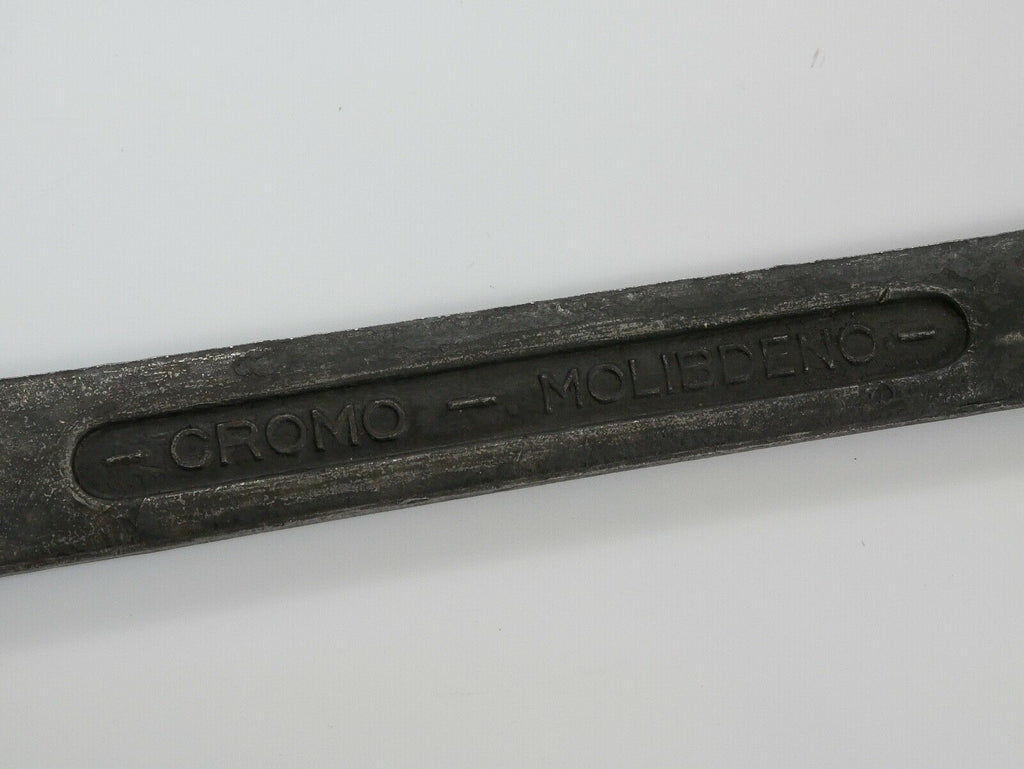 - CROMO - MOLIBDENO -